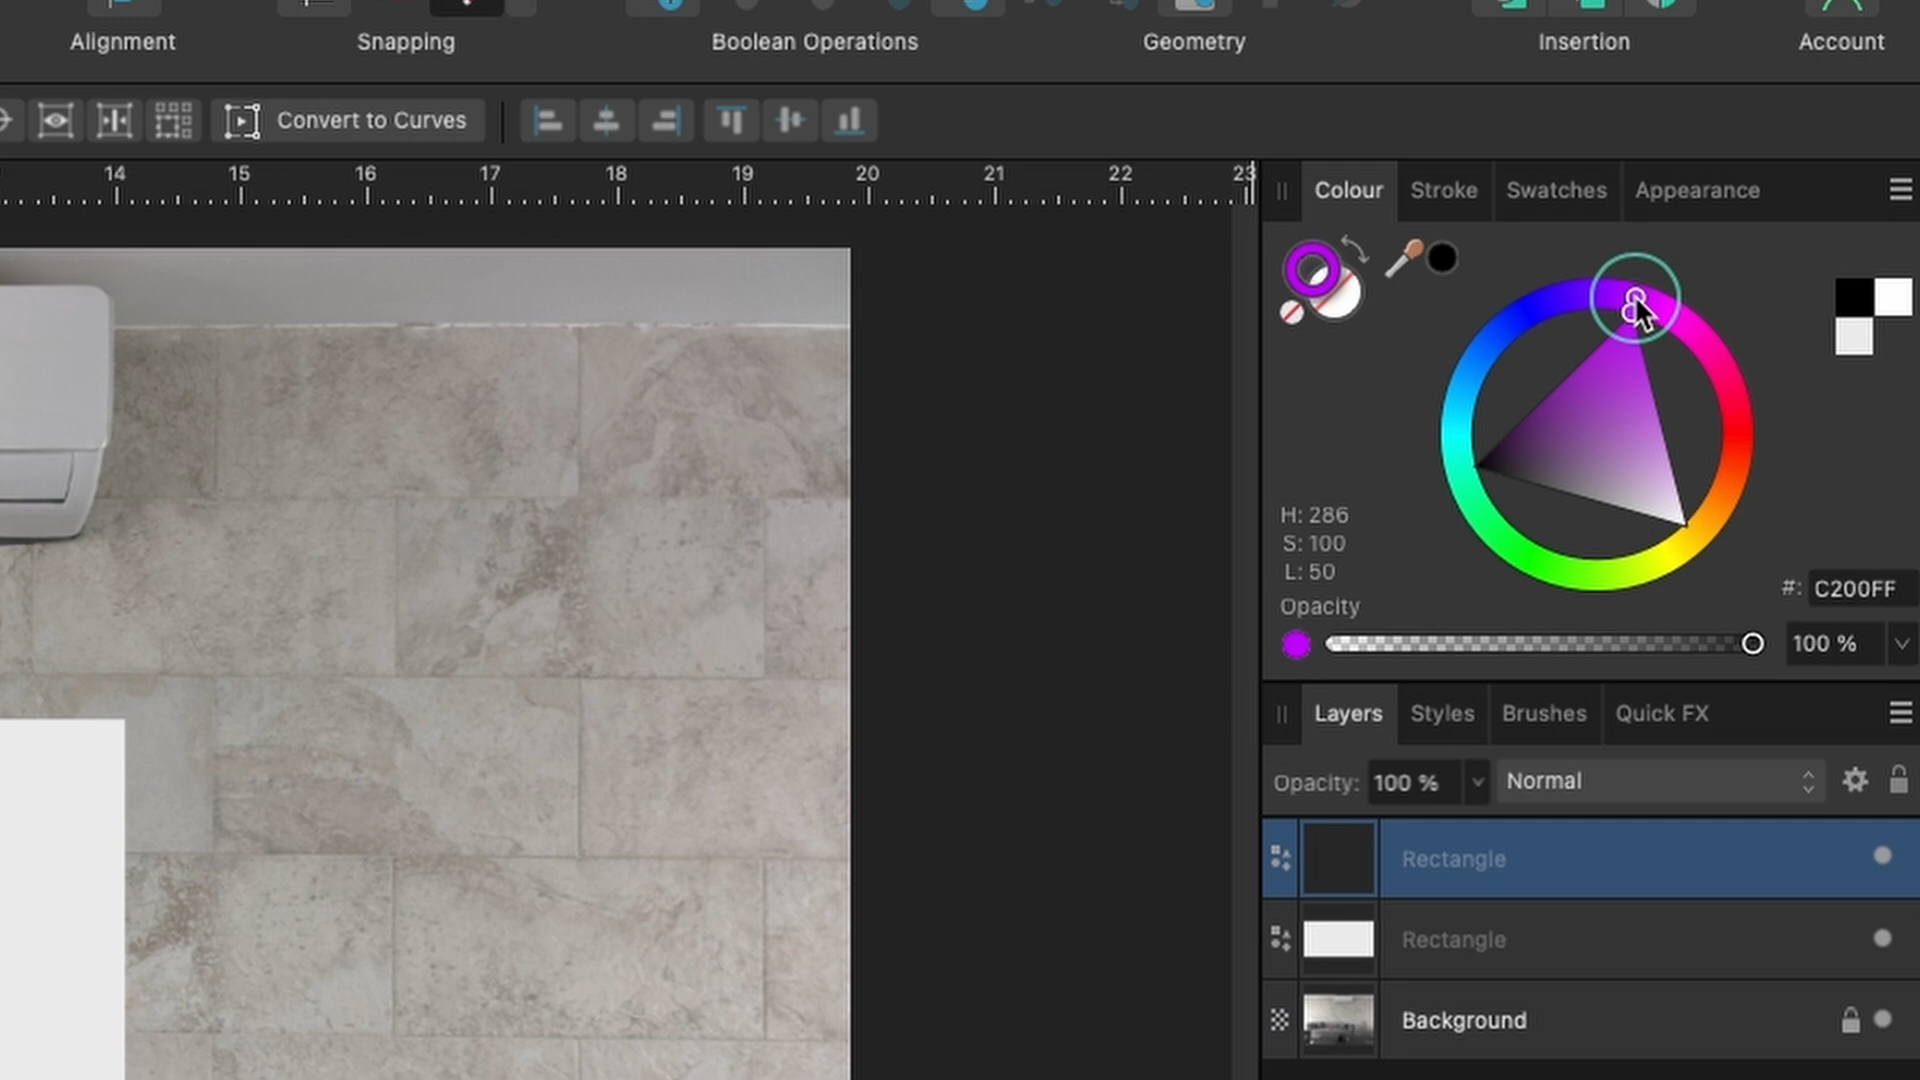 Alignment Snapping Boolean Operations Geometry Insertion Account
Convert to Curves
14 15 16 17 18 19 20 21 22 23
Colour Stroke Swatches Appearance
H: 286
S: 100
L: 50
#: C200FF
Opacity
100 %
Layers Styles Brushes Quick FX
Opacity: 100 % Normal
Rectangle
Rectangle
Background